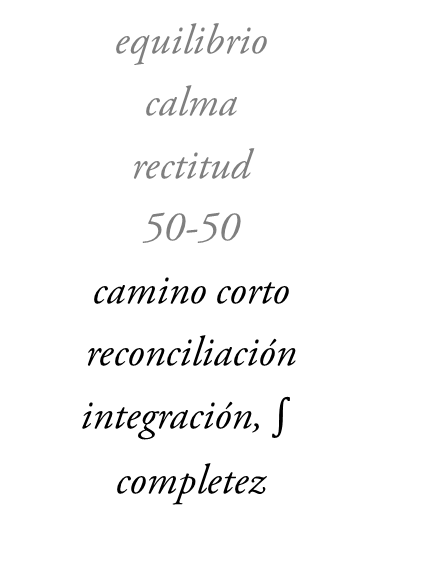 equilibrio
calma
rectitud
50-50
camino corto
reconciliación
integración, ∫
completez